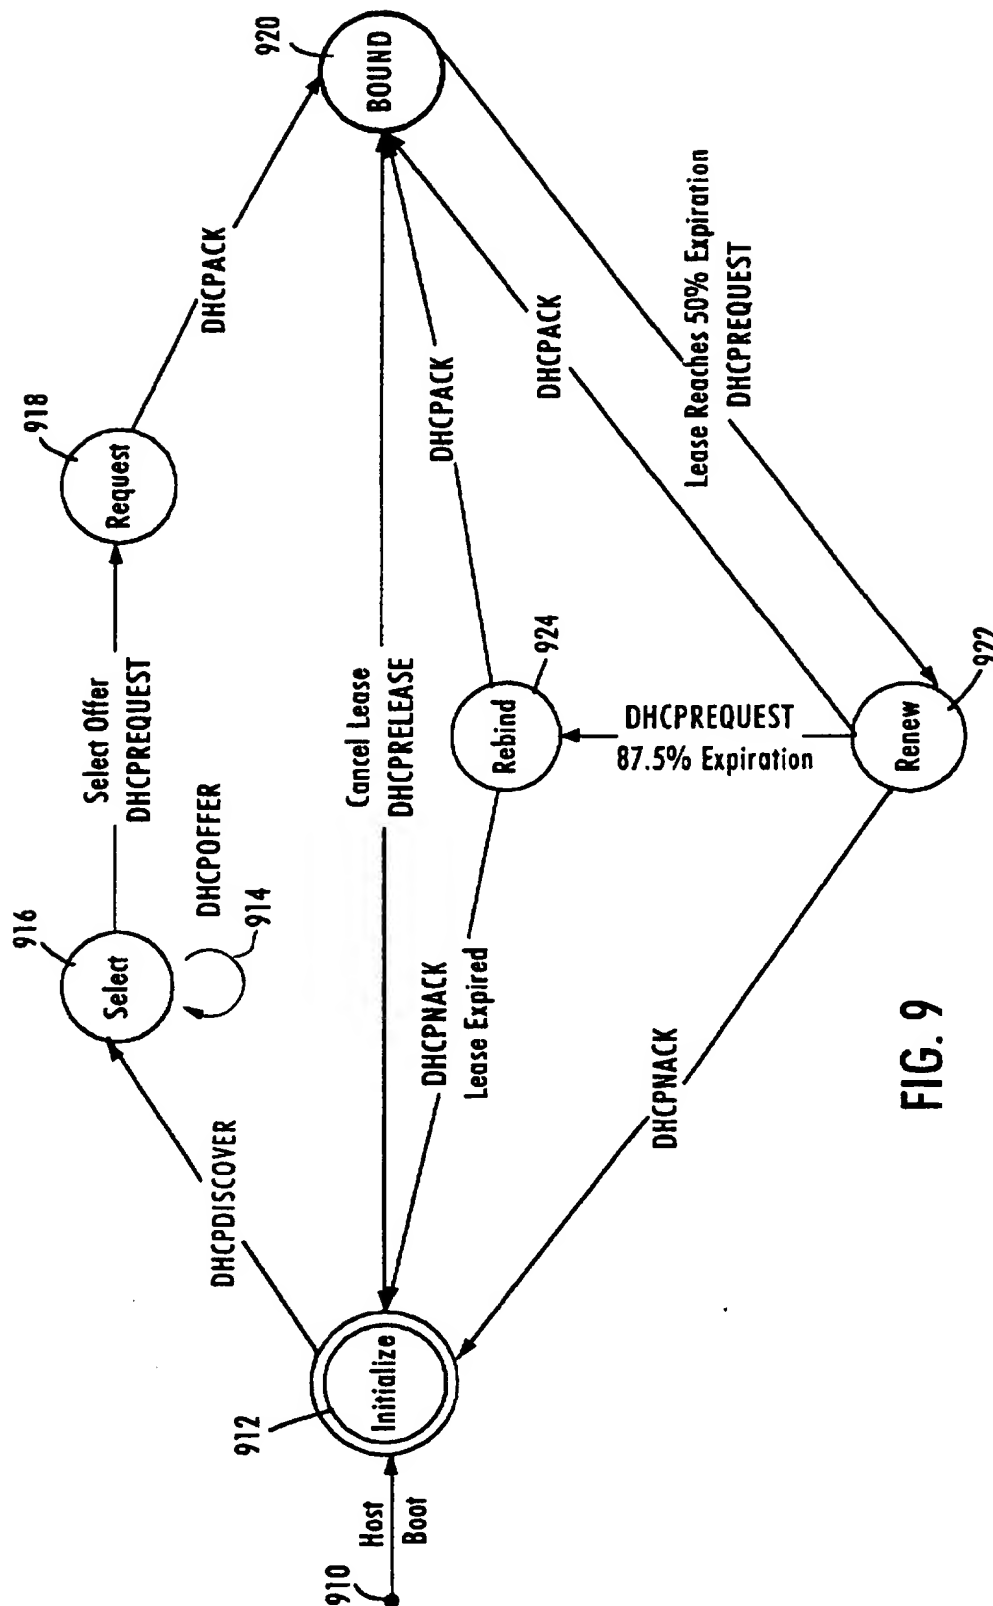 910
Host
Boot
912
Initialize
DHCPDISCOVER
916
Select
DHCPOFFER
914
Select Offer
DHCPREQUEST
918
Request
DHCPACK
920
BOUND
Cancel Lease
DHCPRELEASE
DHCPNACK
Lease Expired
Rebind
924
DHCPACK
DHCPREQUEST
87.5% Expiration
DHCPACK
Lease Reaches 50% Expiration
DHCPREQUEST
DHCPNACK
Renew
922
FIG. 9